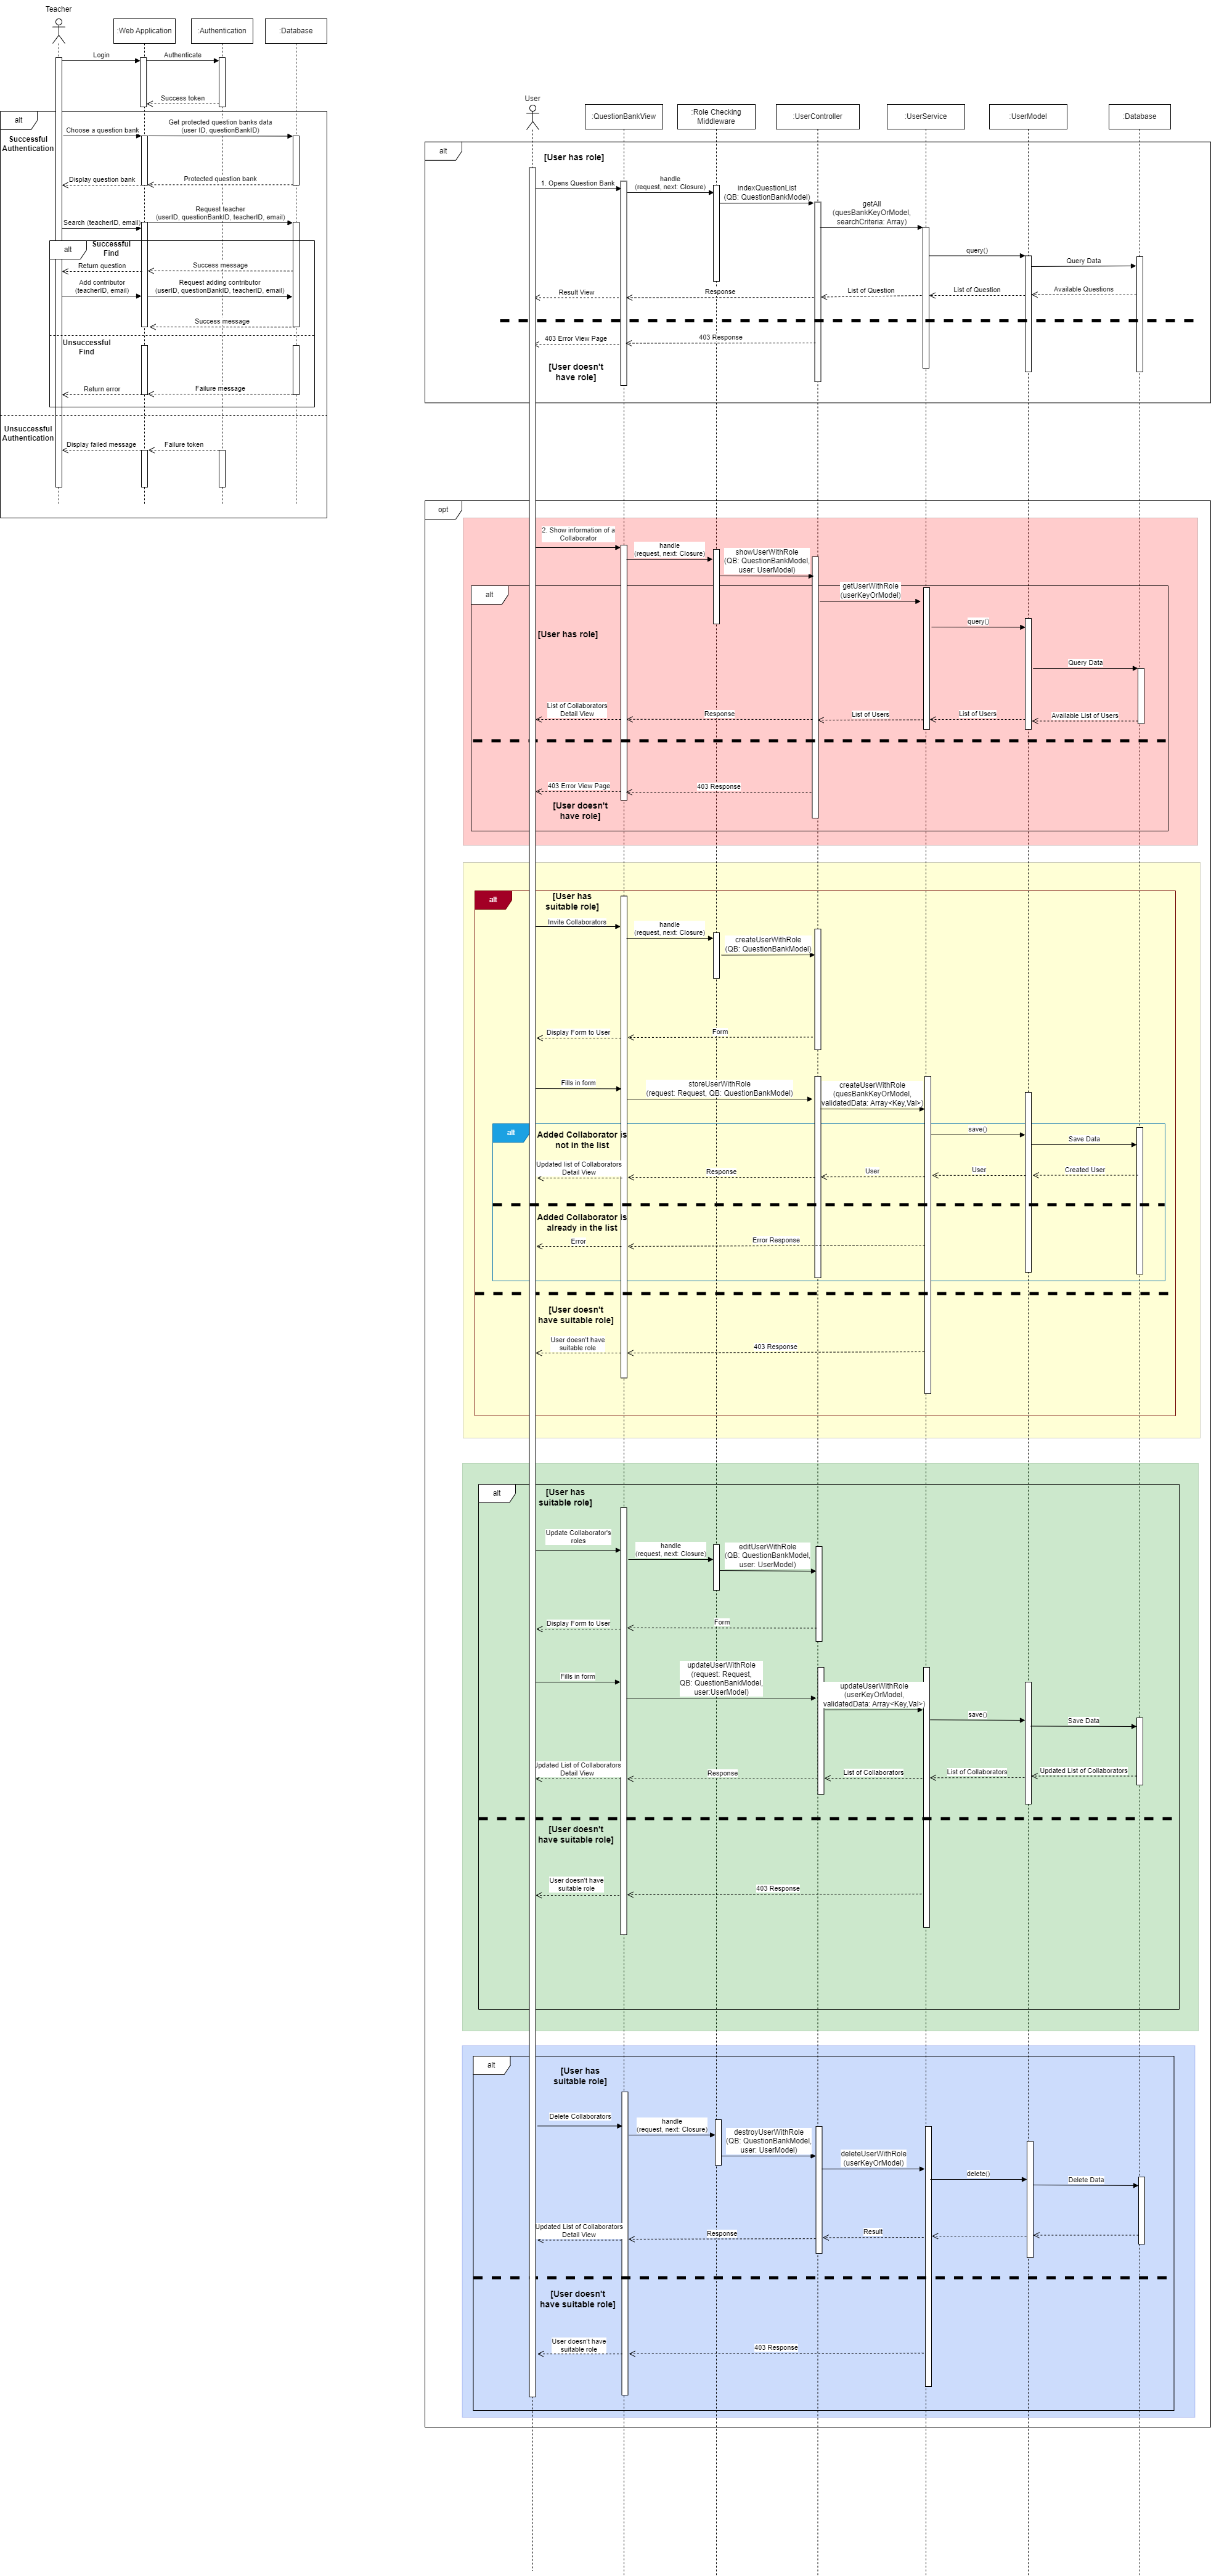 Teacher
:Web Application
:Authentication
:Database
Login
Authenticate
Success token
alt
Successful
Authentication
Choose a question bank
Get protected question banks data
(user ID, questionBankID)
Display question bank
Protected question bank
Request teacher
(userID, questionBankID, teacherID, email)
Search (teacherID, email)
alt
Successful
Find
Return question
Success message
Add contributor
(teacherID, email)
Request adding contributor
(userID, questionBankID, teacherID, email)
Success message
Unsuccessful
Find
Return error
Failure message
Unsuccessful
Authentication
Display failed message
Failure token
User
:QuestionBankView
:Role Checking
Middleware
:UserController
:UserService
:UserModel
:Database
alt
[User has role]
1. Opens Question Bank
handle
(request, next: Closure)
indexQuestionList
(QB: QuestionBankModel)
getAll
(quesBankKeyOrModel,
searchCriteria: Array)
query()
Query Data
Result View
Response
List of Question
List of Question
Available Questions
403 Error View Page
403 Response
[User doesn't
have role]
opt
2. Show information of a
Collaborator
handle
(request, next: Closure)
showUserWithRole
(QB: QuestionBankModel,
user: UserModel)
alt
getUserWithRole
(userKeyOrModel)
[User has role]
query()
Query Data
List of Collaborators
Detail View
Response
List of Users
List of Users
Available List of Users
403 Error View Page
403 Response
[User doesn't
have role]
alt
[User has
suitable role]
Invite Collaborators
handle
(request, next: Closure)
createUserWithRole
(QB: QuestionBankModel)
Display Form to User
Form
Fills in form
storeUserWithRole
(request: Request, QB: QuestionBankModel)
createUserWithRole
(quesBankKeyOrModel,
validatedData: Array<Key,Val>)
alt
Added Collaborator is
not in the list
save()
Save Data
Updated list of Collaborators
Detail View
Response
User
User
Created User
Added Collaborator is
already in the list
Error
Error Response
[User doesn't
have suitable role]
User doesn't have
suitable role
403 Response
alt
[User has
suitable role]
Update Collaborator's
roles
handle
(request, next: Closure)
editUserWithRole
(QB: QuestionBankModel,
user: UserModel)
Display Form to User
Form
Fills in form
updateUserWithRole
(request: Request,
QB: QuestionBankModel,
user:UserModel)
updateUserWithRole
(userKeyOrModel,
validatedData: Array<Key,Val>)
save()
Save Data
Updated List of Collaborators
Detail View
Response
List of Collaborators
List of Collaborators
Updated List of Collaborators
[User doesn't
have suitable role]
User doesn't have
suitable role
403 Response
alt
[User has
suitable role]
Delete Collaborators
handle
(request, next: Closure)
destroyUserWithRole
(QB: QuestionBankModel,
user: UserModel)
deleteUserWithRole
(userKeyOrModel)
delete()
Delete Data
Updated List of Collaborators
Detail View
Response
Result
[User doesn't
have suitable role]
User doesn't have
suitable role
403 Response